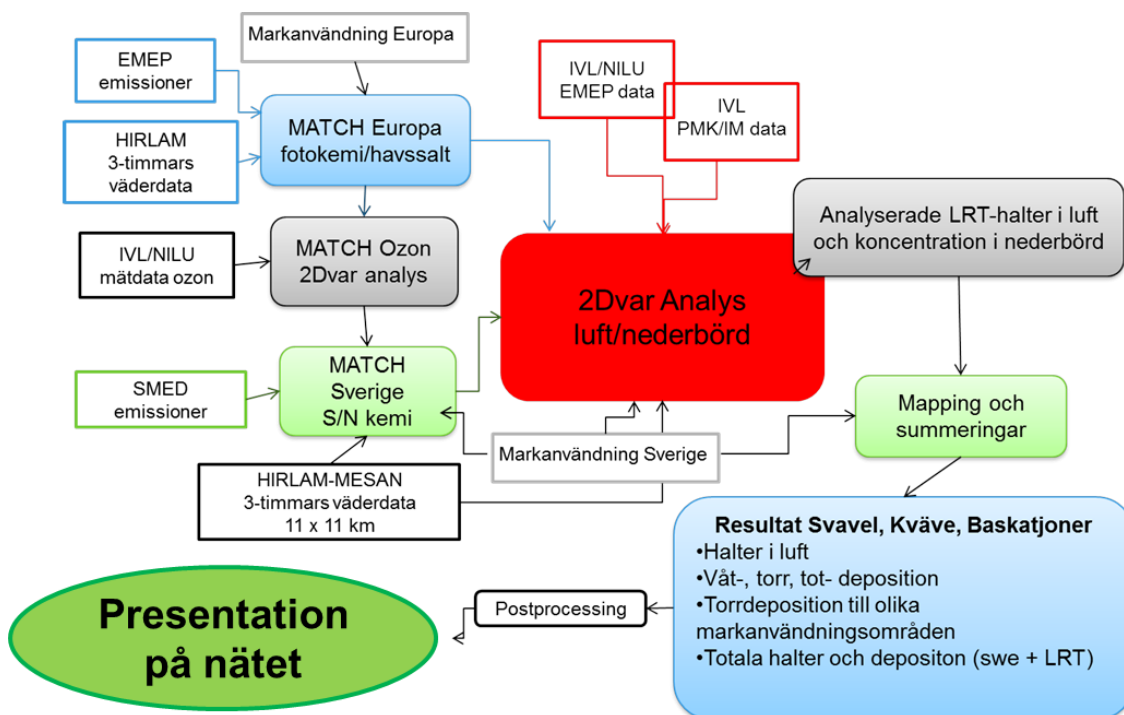 Markanvändning Europa
EMEP
emissioner
HIRLAM
3-timmars
väderdata
MATCH Europa
fotokemi/havssalt
IVL/NILU
EMEP data
IVL
PMK/IM data
IVL/NILU
mätdata ozon
MATCH Ozon
2Dvar analys
2Dvar Analys
luft/nederbörd
Analyserade LRT-halter i luft
och koncentration i nederbörd
SMED
emissioner
MATCH
Sverige
S/N kemi
Markanvändning Sverige
Mapping och
summeringar
HIRLAM-MESAN
3-timmars väderdata
11 x 11 km
Resultat Svavel, Kväve, Baskatjoner
•Halter i luft
•Våt-, torr, tot- deposition
•Torrdeposition till olika
markanvändningsområden
•Totala halter och depositon (swe + LRT)
Postprocessing
Presentation
på nätet